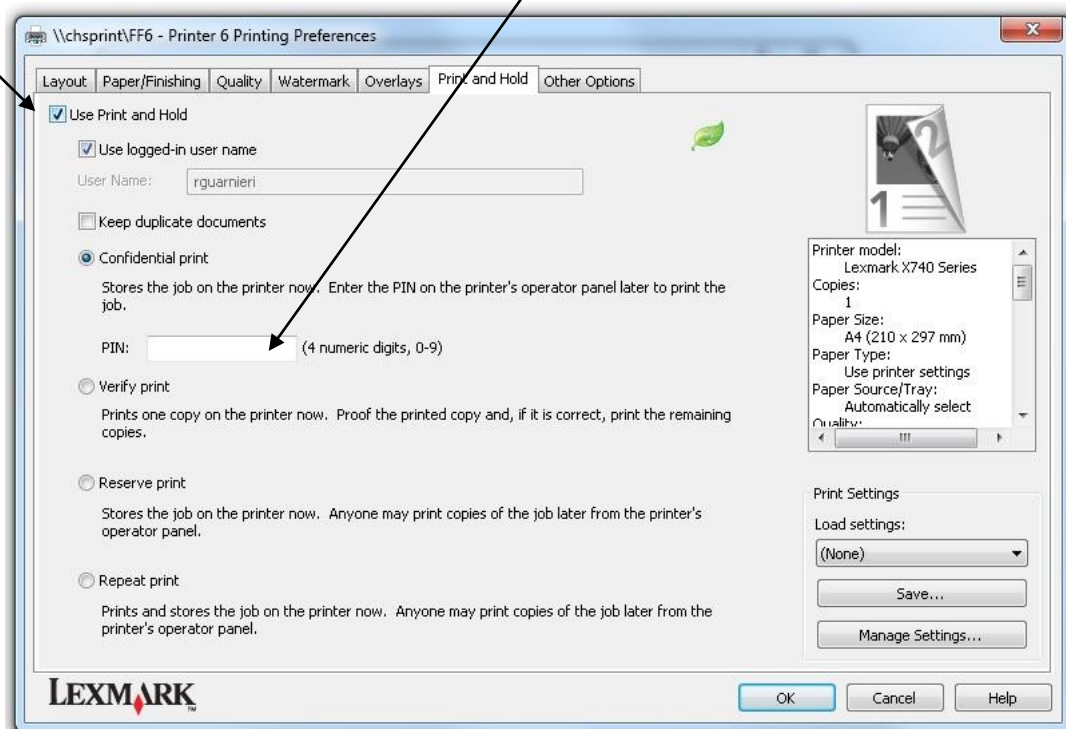 \\chsprint\FF6 - Printer 6 Printing Preferences
Layout Paper/Finishing Quality Watermark Overlays Print and Hold Other Options
Use Print and Hold
Use logged-in user name
User Name: rguarnieri
Keep duplicate documents
Confidential print
Stores the job on the printer now. Enter the PIN on the printer's operator panel later to print the
job.
PIN: (4 numeric digits, 0-9)
Verify print
Prints one copy on the printer now. Proof the printed copy and, if it is correct, print the remaining
copies.
Reserve print
Stores the job on the printer now. Anyone may print copies of the job later from the printer's
operator panel.
Repeat print
Prints and stores the job on the printer now. Anyone may print copies of the job later from the
printer's operator panel.
1 2
Printer model:
Lexmark X740 Series
Copies:
1
Paper Size:
A4 (210 x 297 mm)
Paper Type:
Use printer settings
Paper Source/Tray:
Automatically select
Quality:
Print Settings
Load settings:
(None)
Save...
Manage Settings...
LEXMARK™
OK Cancel Help